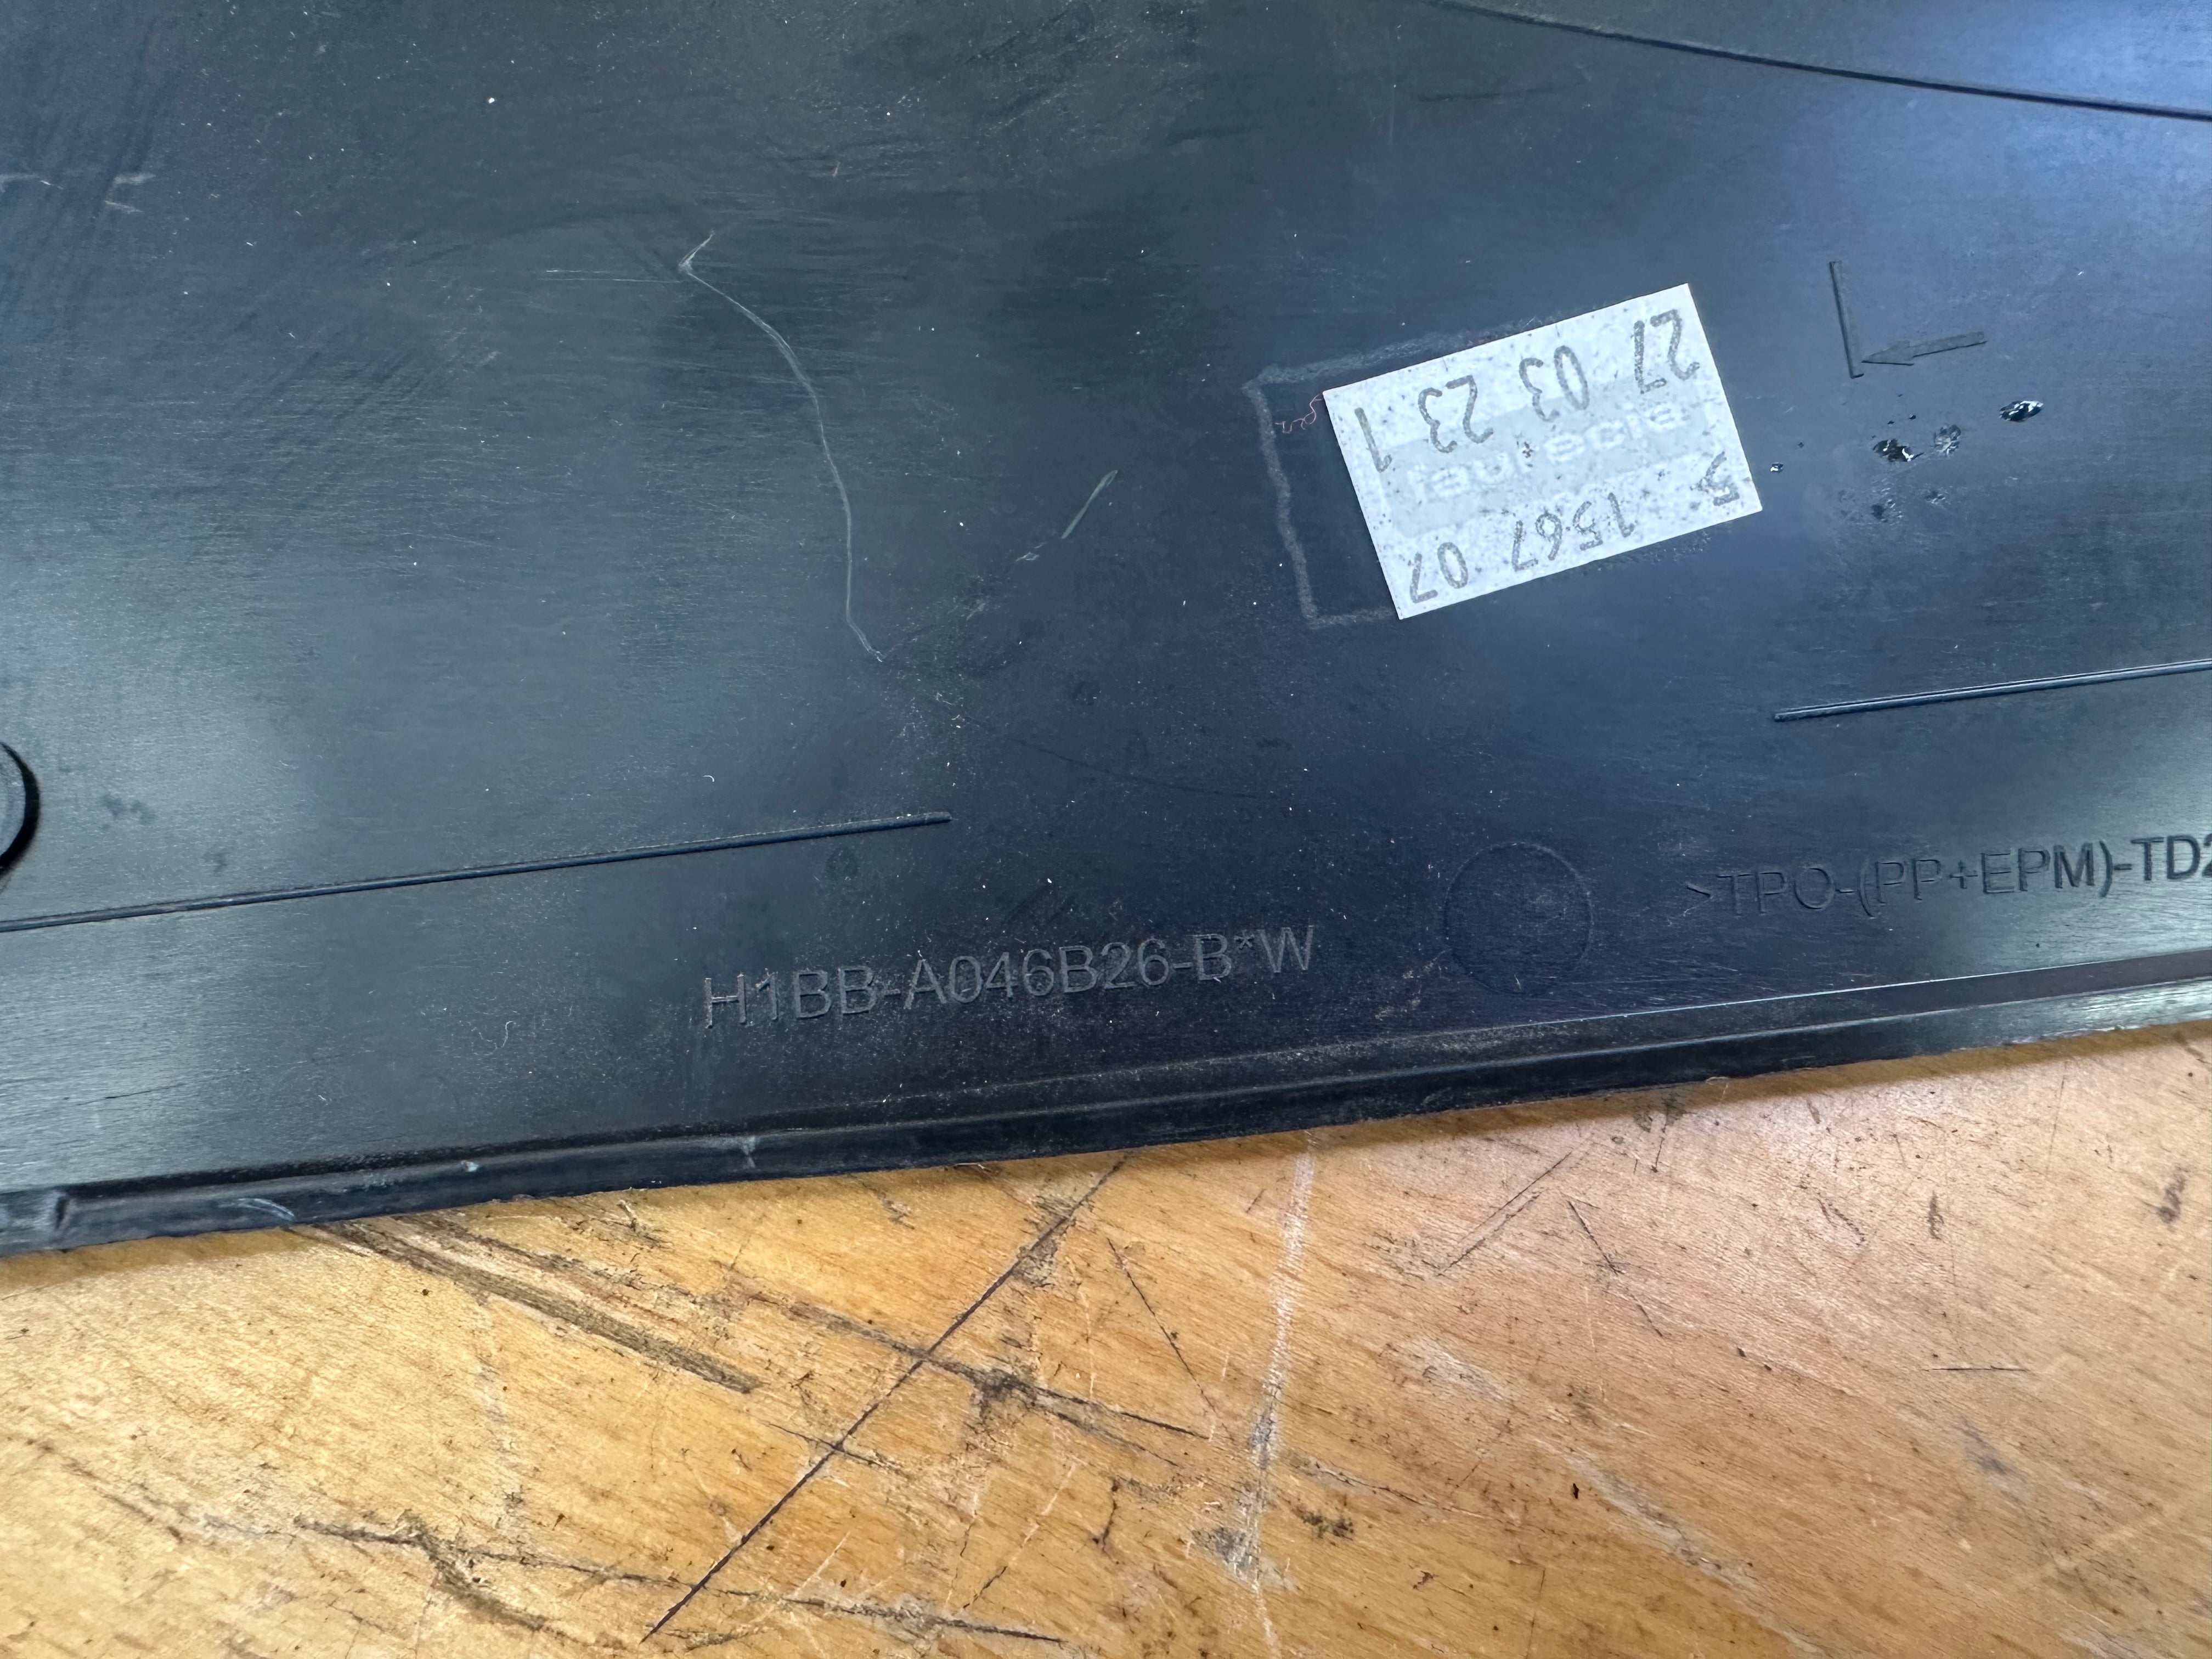 5 1567 07
faurecia
27 03 23 1
>TPO-(PP+EPM)-TD2
H1BB-A046B26-B*W